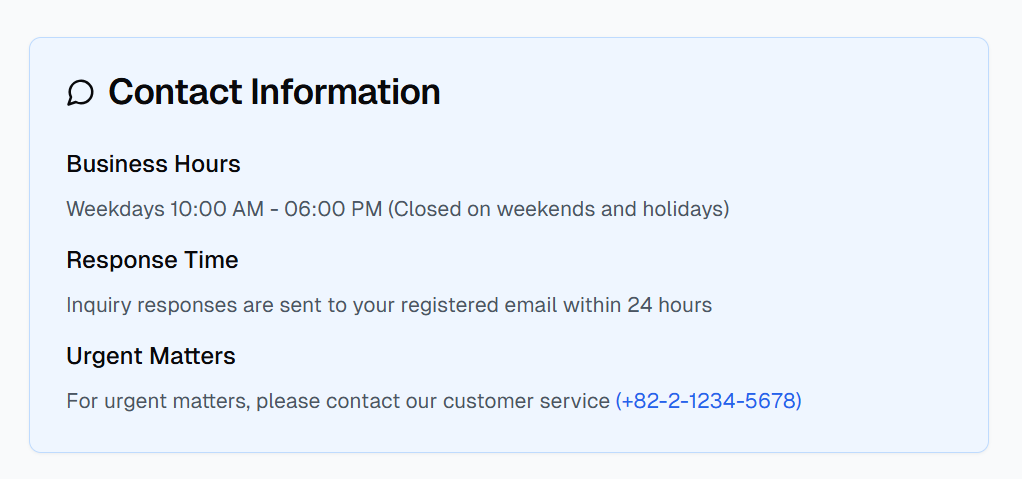 Contact Information
Business Hours
Weekdays 10:00 AM - 06:00 PM (Closed on weekends and holidays)
Response Time
Inquiry responses are sent to your registered email within 24 hours
Urgent Matters
For urgent matters, please contact our customer service (+82-2-1234-5678)